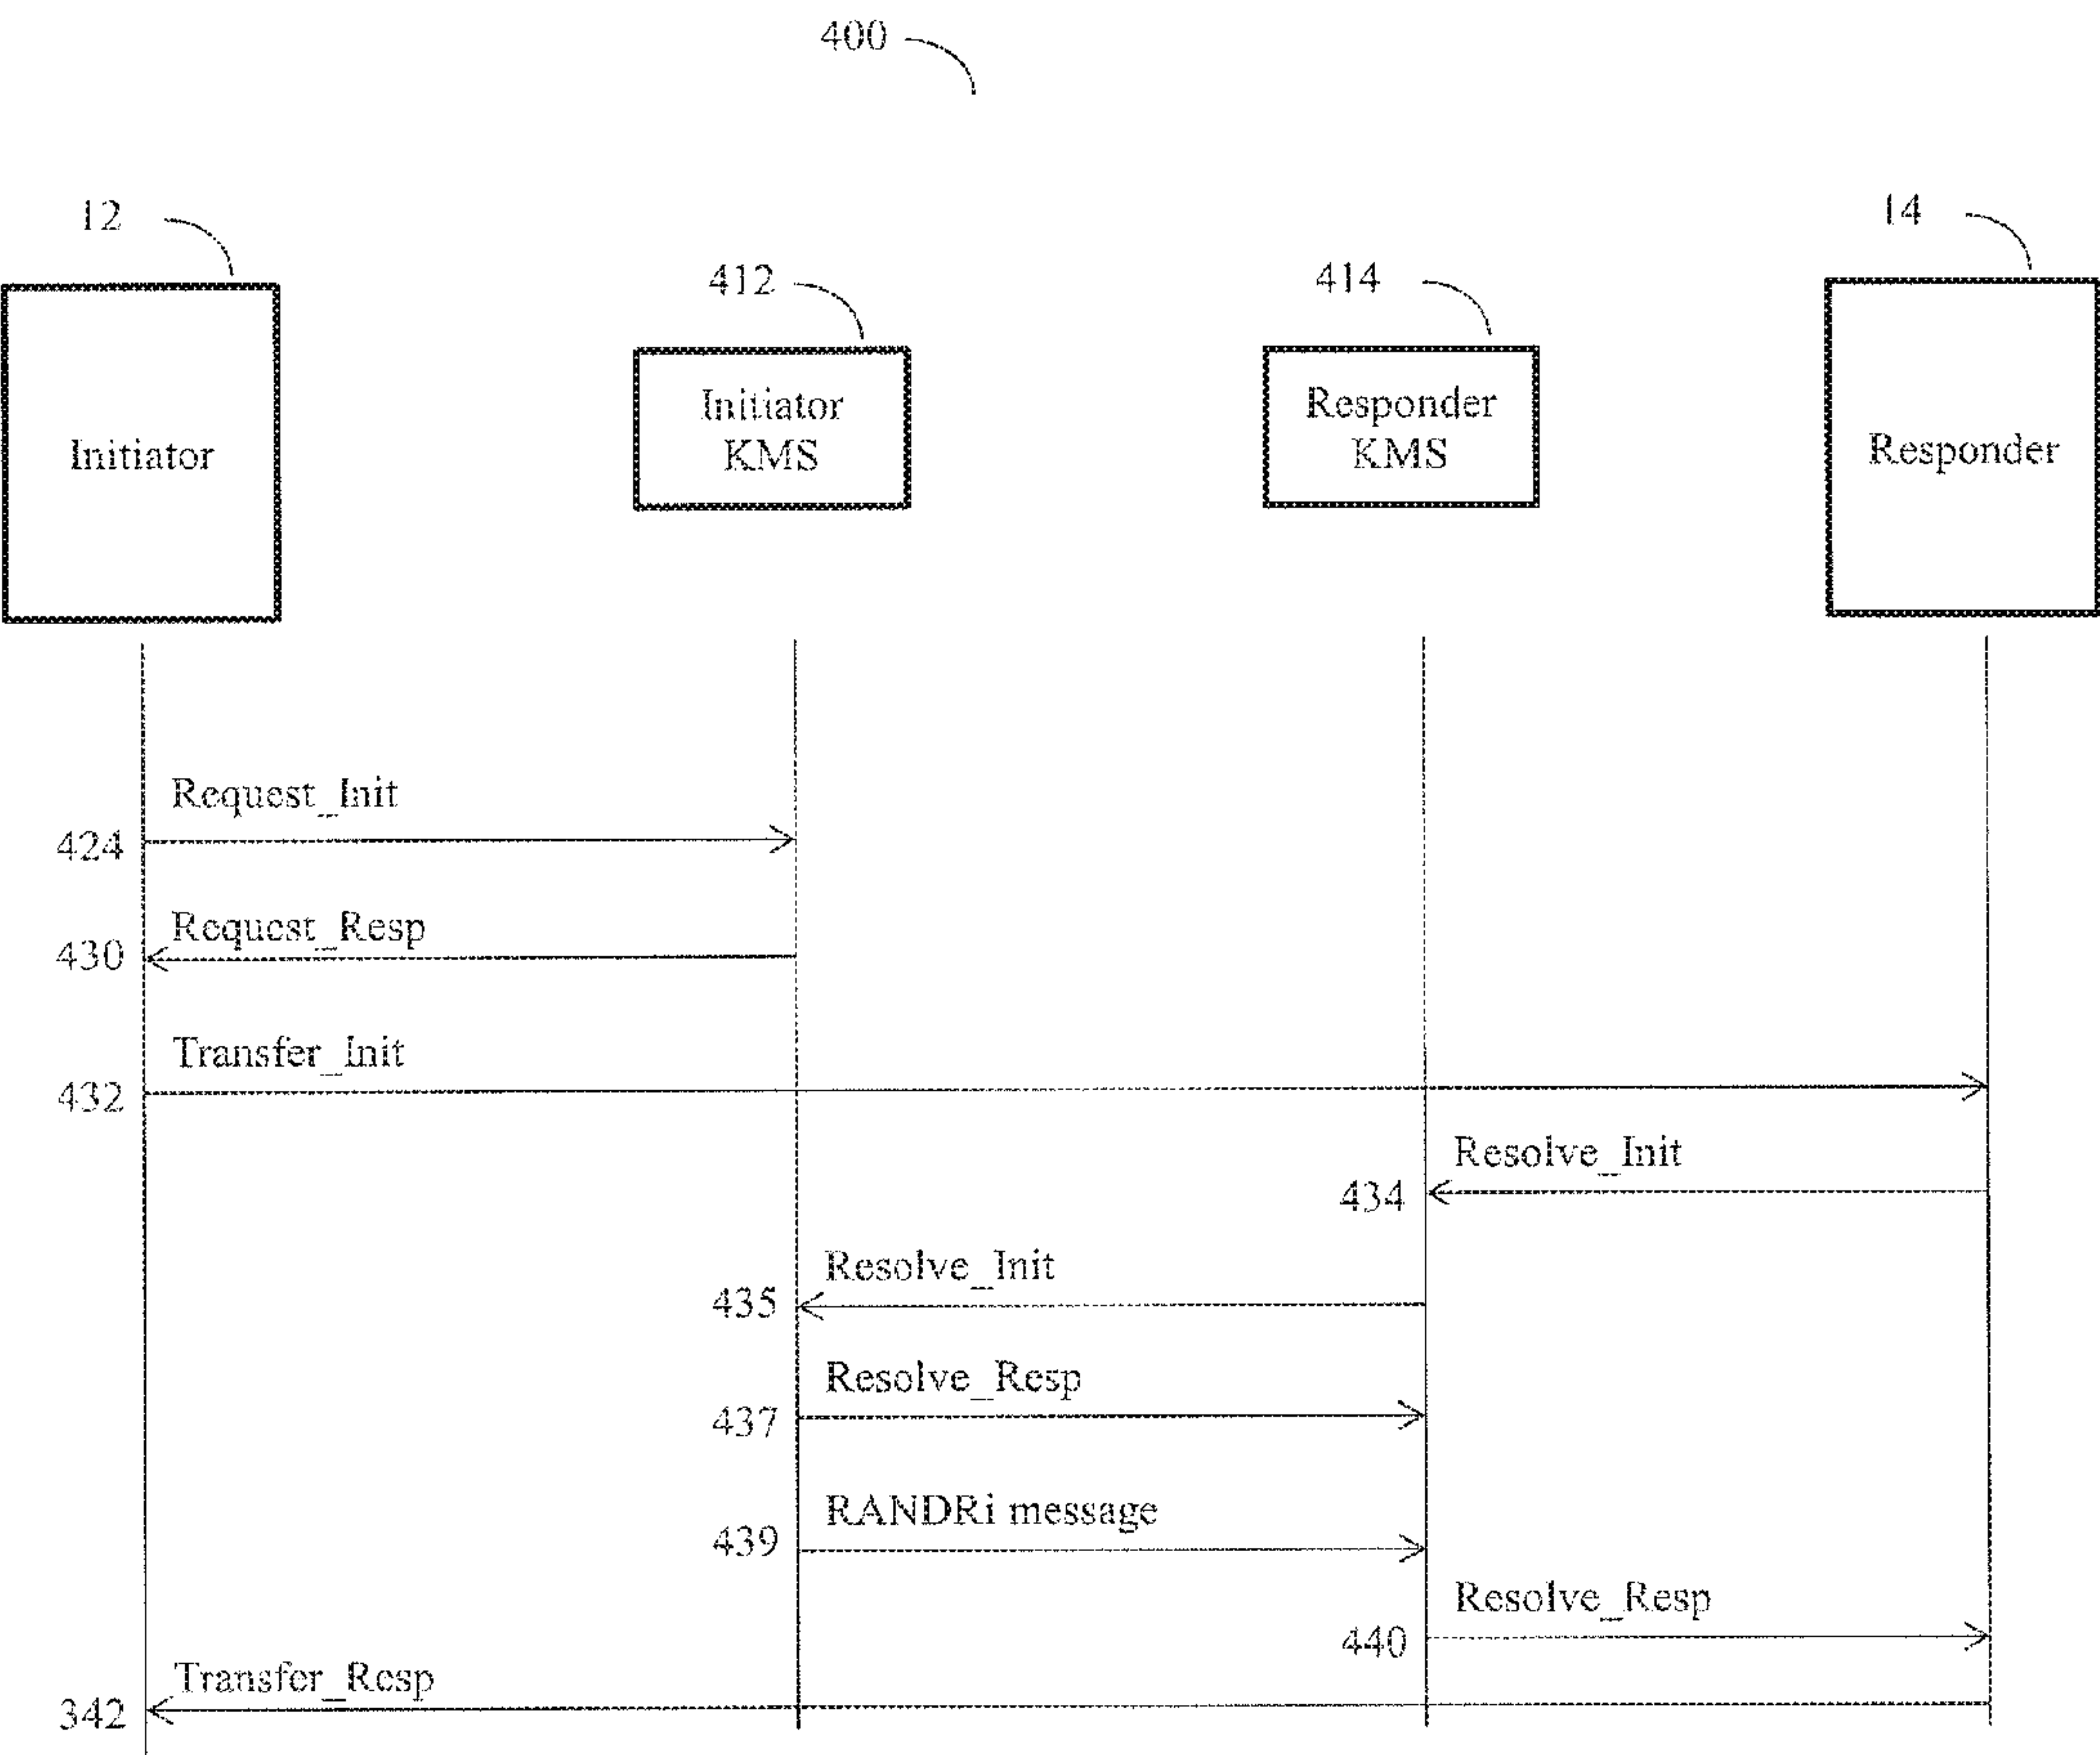 400
12
14
412
414
Initiator
Initiator
KMS
Responder
KMS
Responder
Request_Init
424
Request_Resp
430
Transfer_Init
432
Resolve_Init
434
Resolve_Init
435
Resolve_Resp
437
RANDRi message
439
Resolve_Resp
440
Transfer_Resp
342